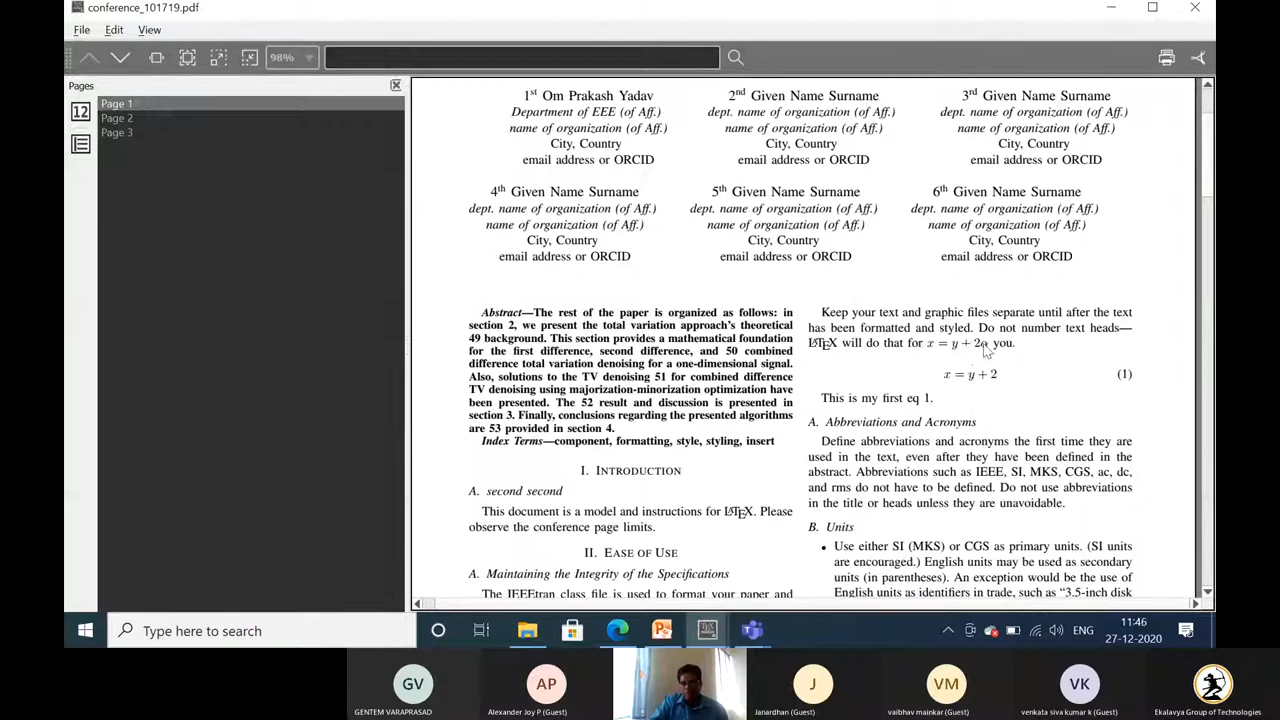 conference_101719.pdf
File Edit View
98%
Pages
Page 1
Page 2
Page 3
12
1st Om Prakash Yadav
Department of EEE (of Aff.)
name of organization (of Aff.)
City, Country
email address or ORCID
2nd Given Name Surname
dept. name of organization (of Aff.)
name of organization (of Aff.)
City, Country
email address or ORCID
3rd Given Name Surname
dept. name of organization (of Aff.)
name of organization (of Aff.)
City, Country
email address or ORCID
4th Given Name Surname
dept. name of organization (of Aff.)
name of organization (of Aff.)
City, Country
email address or ORCID
5th Given Name Surname
dept. name of organization (of Aff.)
name of organization (of Aff.)
City, Country
email address or ORCID
6th Given Name Surname
dept. name of organization (of Aff.)
name of organization (of Aff.)
City, Country
email address or ORCID
Abstract—The rest of the paper is organized as follows: in
section 2, we present the total variation approach's theoretical
49 background. This section provides a mathematical foundation
for the first difference, second difference, and 50 combined
difference total variation denoising for a one-dimensional signal.
Also, solutions to the TV denoising 51 for combined difference
TV denoising using majorization-minorization optimization have
been presented. The 52 result and discussion is presented in
section 3. Finally, conclusions regarding the presented algorithms
are 53 provided in section 4.
Index Terms—component, formatting, style, styling, insert
I. INTRODUCTION
A. second second
This document is a model and instructions for LATEX. Please
observe the conference page limits.
II. EASE OF USE
A. Maintaining the Integrity of the Specifications
The IEEEtran class file is used to format your paper and
Keep your text and graphic files separate until after the text
has been formatted and styled. Do not number text heads—
LATEX will do that for x = y + 2α you.
x = y + 2 (1)
This is my first eq 1.
A. Abbreviations and Acronyms
Define abbreviations and acronyms the first time they are
used in the text, even after they have been defined in the
abstract. Abbreviations such as IEEE, SI, MKS, CGS, ac, dc,
and rms do not have to be defined. Do not use abbreviations
in the title or heads unless they are unavoidable.
B. Units
• Use either SI (MKS) or CGS as primary units. (SI units
are encouraged.) English units may be used as secondary
units (in parentheses). An exception would be the use of
English units as identifiers in trade, such as “3.5-inch disk
Type here to search
ENG
11:46
27-12-2020
GV
GENTEM VARAPRASAD
AP
Alexander Joy P (Guest)
J
Janardhan (Guest)
VM
vaibhav mainkar (Guest)
VK
venkata siva kumar k (Guest)
Ekalavya Group of Technologies